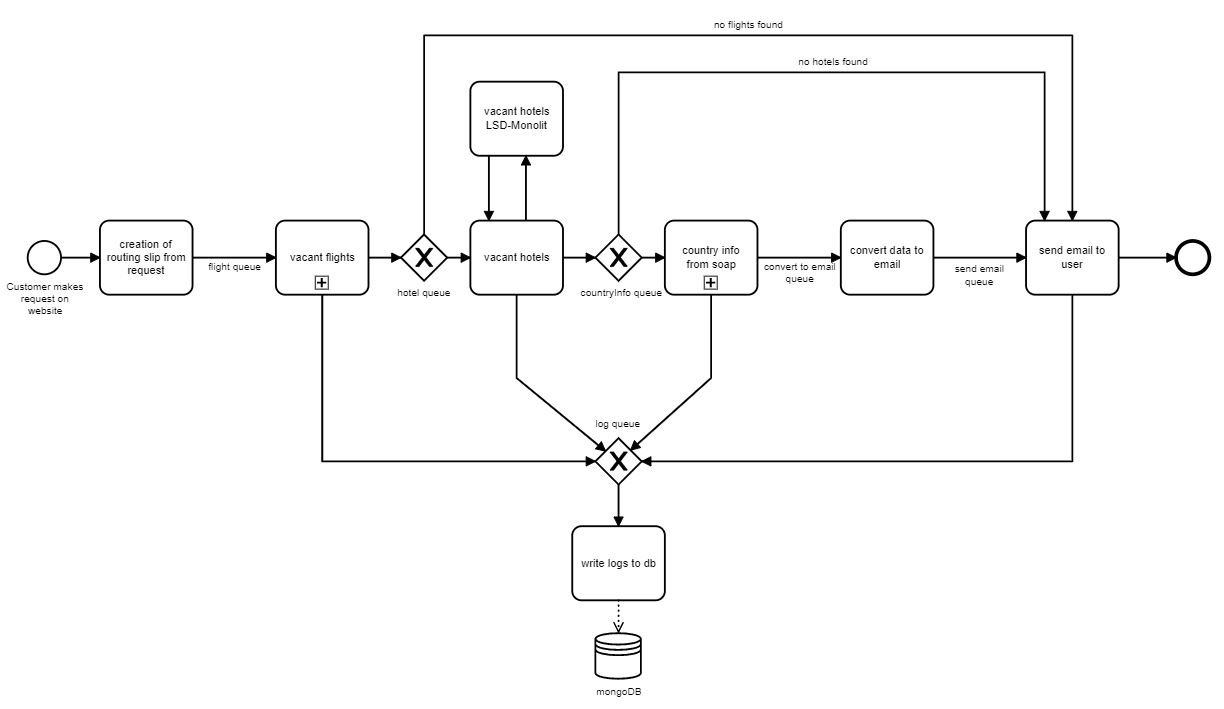 no flights found
no hotels found
vacant hotels
LSD-Monolit
creation of
routing slip from
request
flight queue
vacant flights
hotel queue
vacant hotels
countryInfo queue
country info
from soap
convert to email
queue
convert data to
email
send email
queue
send email to
user
Customer makes
request on
website
log queue
write logs to db
mongoDB